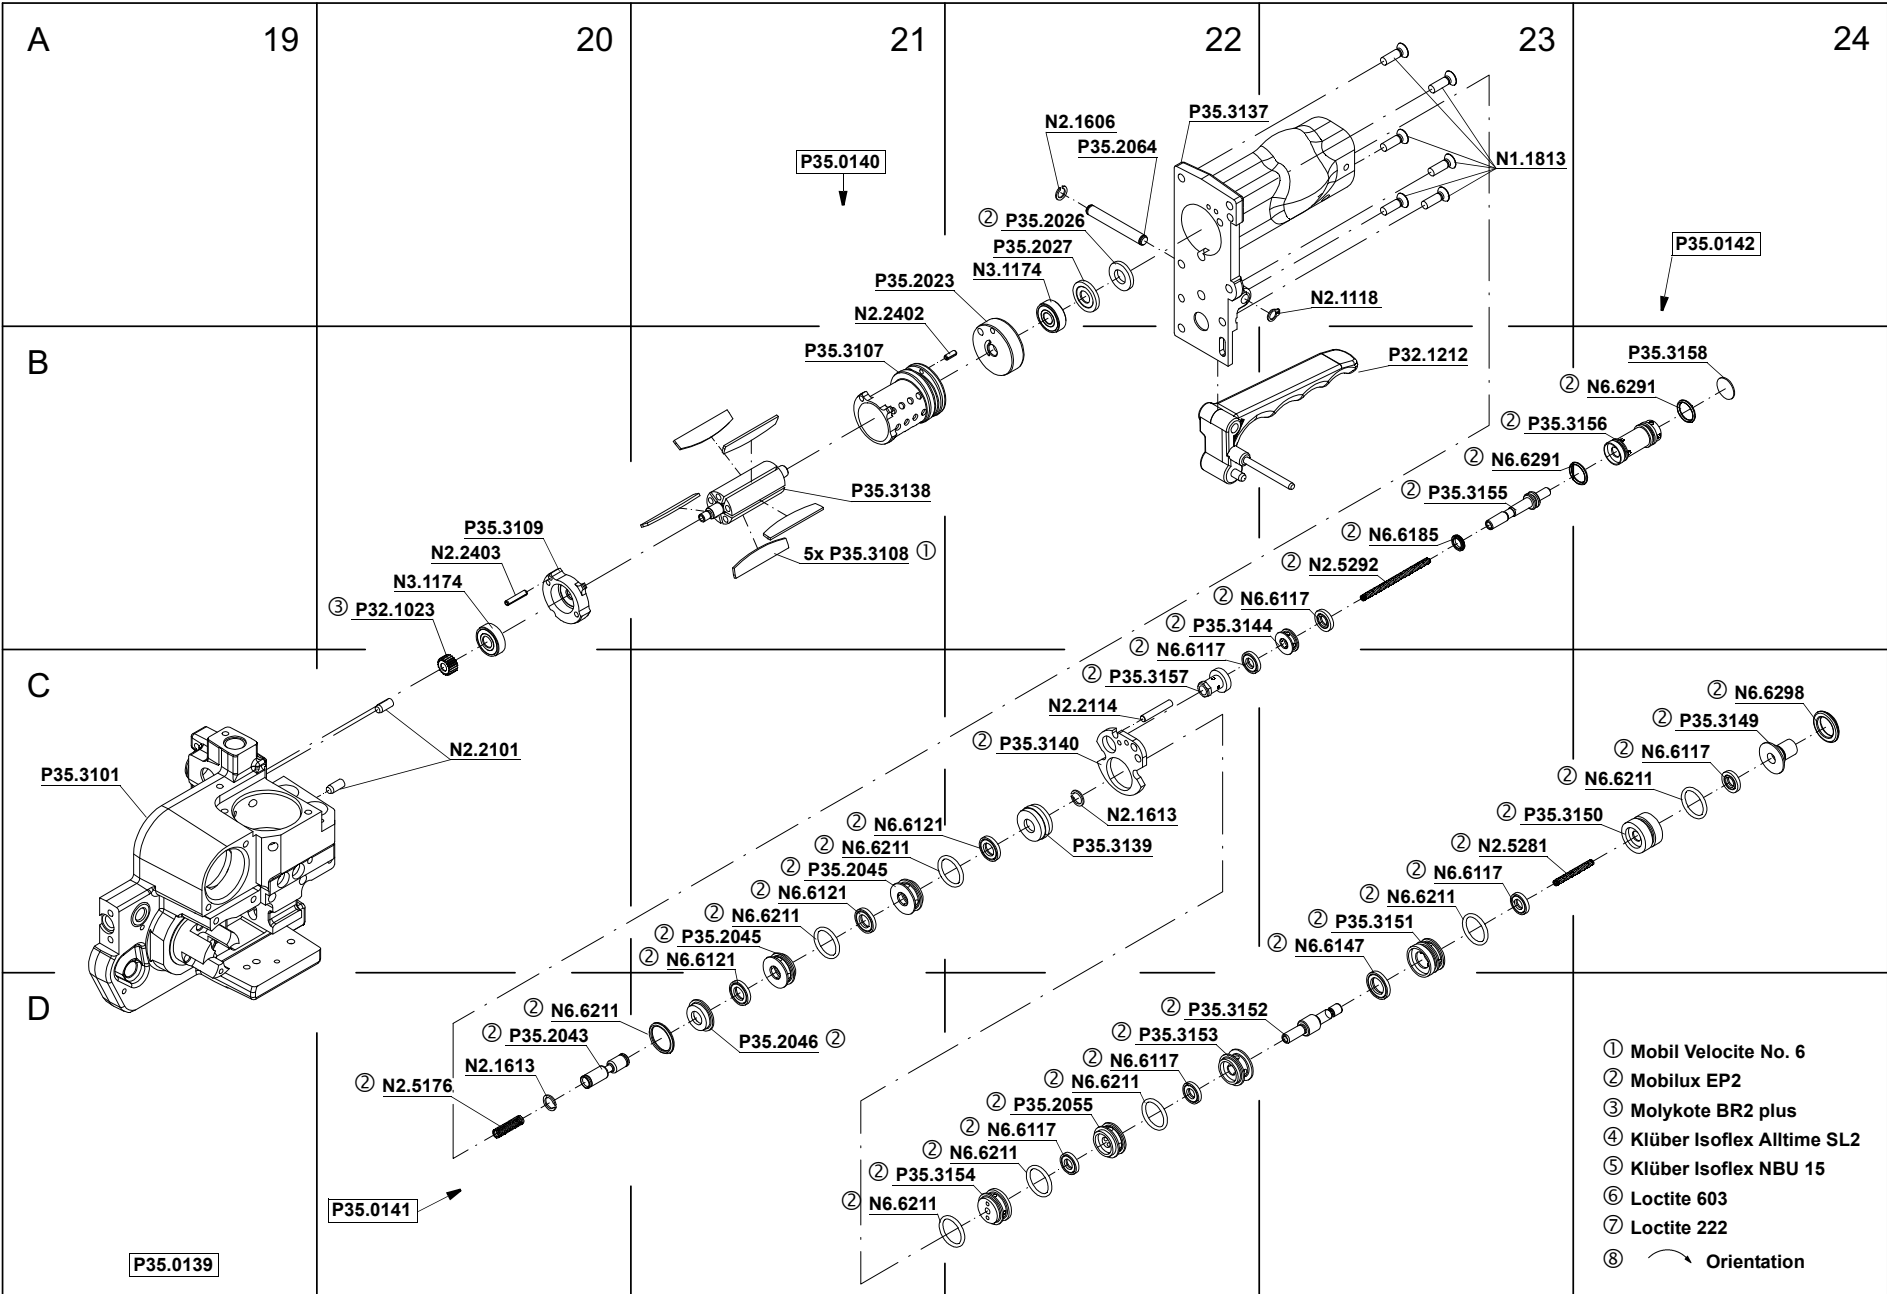 A 19 20 21 22 23 24
P35.3137
N2.1606
P35.2064
N1.1813
P35.0140
② P35.2026
P35.2027
N3.1174
P35.0142
P35.2023
N2.1118
N2.2402
B
P35.3107
P32.1212
P35.3158
② N6.6291
② P35.3156
② N6.6291
P35.3138
② P35.3155
P35.3109
② N6.6185
N2.2403
5x P35.3108 ①
② N2.5292
N3.1174
② N6.6117
③ P32.1023
② P35.3144
② N6.6117
C
② P35.3157
② N6.6298
N2.2114
② P35.3149
② P35.3140
N2.2101
② N6.6117
P35.3101
② N6.6211
N2.1613
② P35.3150
② N6.6121
② N6.6211
P35.3139
② N2.5281
② P35.2045
② N6.6117
② N6.6121
② N6.6211
② N6.6211
② P35.3151
② P35.2045
② N6.6147
② N6.6121
D
② N6.6211
② P35.3152
② P35.2043
P35.2046 ②
② P35.3153
N2.1613
② N6.6117
② N2.5176
② N6.6211
② P35.2055
② N6.6117
② N6.6211
② P35.3154
② N6.6211
P35.0141
P35.0139
① Mobil Velocite No. 6
② Mobilux EP2
③ Molykote BR2 plus
④ Klüber Isoflex Alltime SL2
⑤ Klüber Isoflex NBU 15
⑥ Loctite 603
⑦ Loctite 222
⑧ Orientation